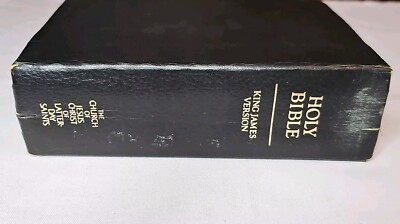 HOLY
BIBLE
KING JAMES
VERSION
THE
CHURCH
OF
JESUS
CHRIST
OF
LATTER-
DAY
SAINTS